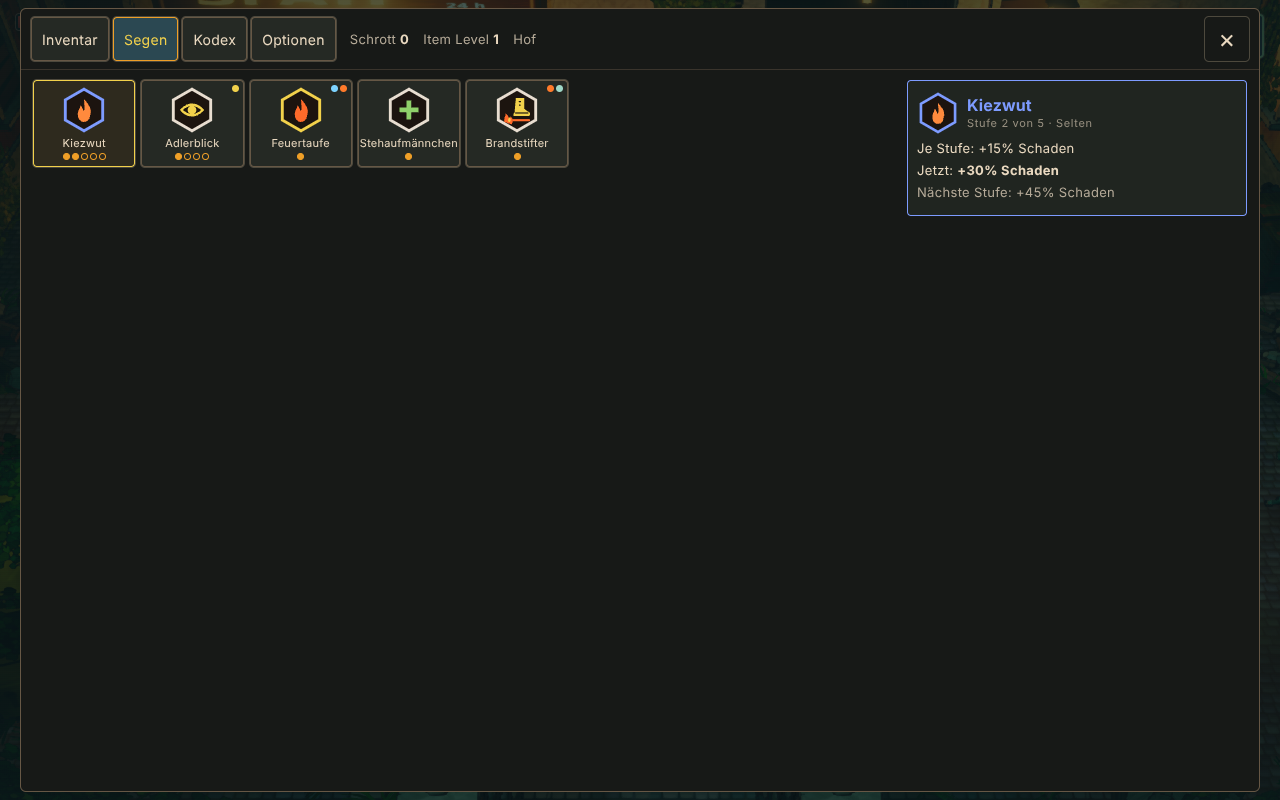 Inventar
Segen
Kodex
Optionen
Schrott 0
Item Level 1
Hof
✕
Kiezwut
Adlerblick
Feuertaufe
Stehaufmännchen
Brandstifter
Kiezwut
Stufe 2 von 5 · Selten
Je Stufe: +15% Schaden
Jetzt: +30% Schaden
Nächste Stufe: +45% Schaden